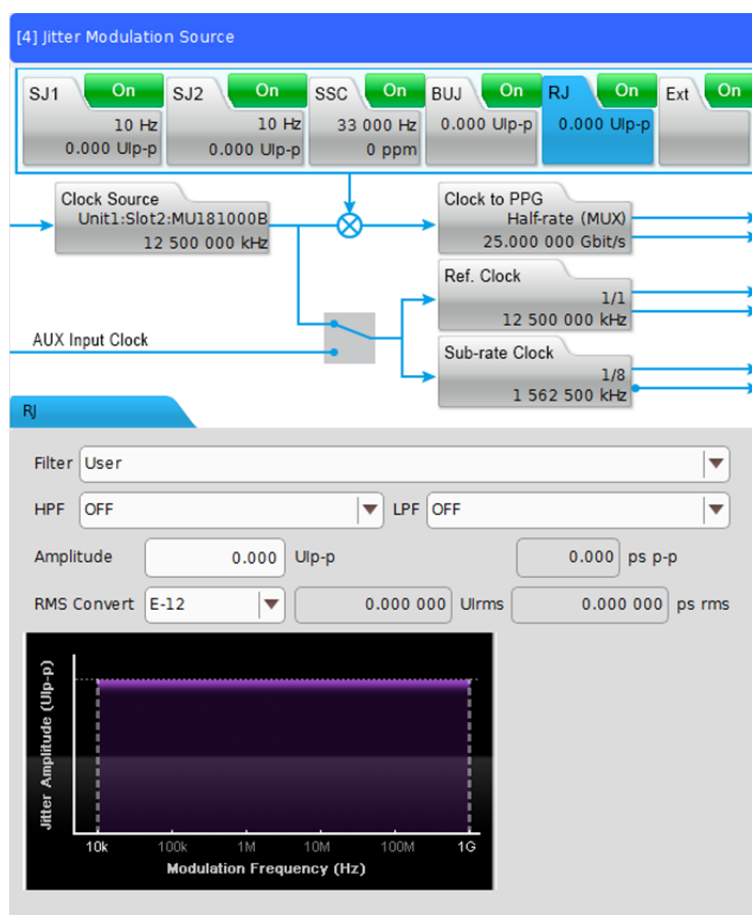 [4] Jitter Modulation Source
SJ1 On SJ2 On SSC On BUJ On RJ On Ext On
10 Hz 10 Hz 33 000 Hz 0.000 UIp-p 0.000 UIp-p
0.000 UIp-p 0.000 UIp-p 0 ppm
Clock Source
Unit1:Slot2:MU181000B
12 500 000 kHz
Clock to PPG
Half-rate (MUX)
25.000 000 Gbit/s
Ref. Clock
1/1
12 500 000 kHz
AUX Input Clock
Sub-rate Clock
1/8
1 562 500 kHz
RJ
Filter User
HPF OFF LPF OFF
Amplitude 0.000 UIp-p 0.000 ps p-p
RMS Convert E-12 0.000 000 UIrms 0.000 000 ps rms
Jitter Amplitude (UIp-p)
10k 100k 1M 10M 100M 1G
Modulation Frequency (Hz)